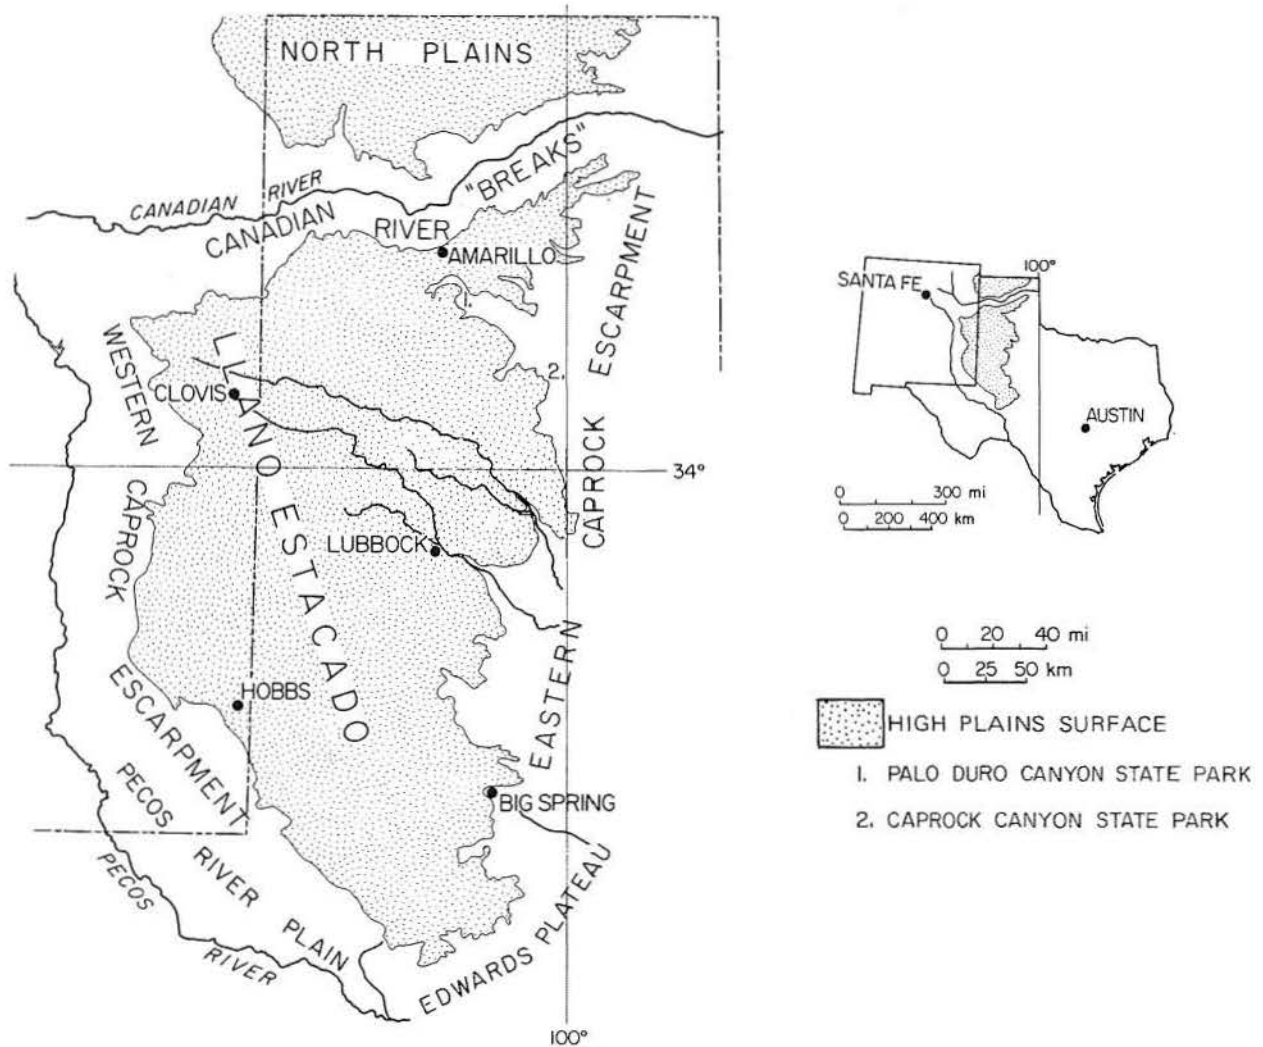 NORTH PLAINS
"BREAKS"
CANADIAN RIVER
CANADIAN RIVER
AMARILLO
1.
ESCARPMENT
WESTERN
2.
CLOVIS
LLANO ESTACADO
34°
CAPROCK
CAPROCK
LUBBOCK
EASTERN
ESCARPMENT
HOBBS
PECOS
BIG SPRING
RIVER
PLAIN
PECOS
RIVER
EDWARDS PLATEAU
100°
100°
SANTA FE
AUSTIN
0 300 mi
0 200 400 km
0 20 40 mi
0 25 50 km
HIGH PLAINS SURFACE
1. PALO DURO CANYON STATE PARK
2. CAPROCK CANYON STATE PARK